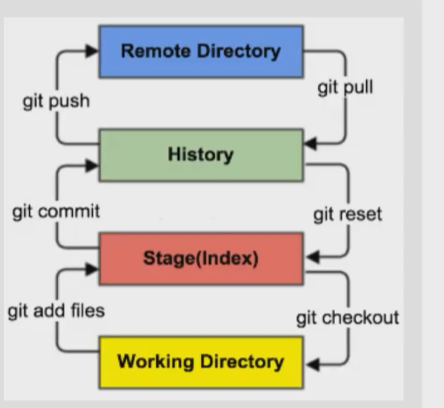 Remote Directory
git push
git pull
History
git commit
git reset
Stage(Index)
git add files
git checkout
Working Directory